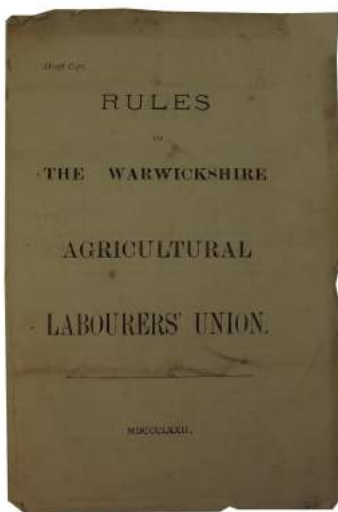 Draft Copy.
RULES
OF
THE WARWICKSHIRE
AGRICULTURAL
LABOURERS' UNION.
MDCCCLXXII.